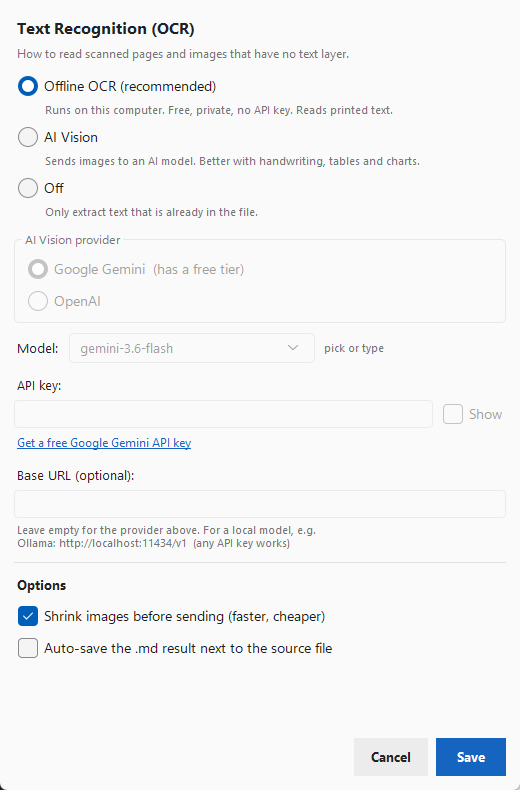 Text Recognition (OCR)
How to read scanned pages and images that have no text layer.
Offline OCR (recommended)
Runs on this computer. Free, private, no API key. Reads printed text.
AI Vision
Sends images to an AI model. Better with handwriting, tables and charts.
Off
Only extract text that is already in the file.
AI Vision provider
Google Gemini  (has a free tier)
OpenAI
Model: gemini-3.6-flash pick or type
API key:
Show
Get a free Google Gemini API key
Base URL (optional):
Leave empty for the provider above. For a local model, e.g.
Ollama: http://localhost:11434/v1  (any API key works)
Options
Shrink images before sending (faster, cheaper)
Auto-save the .md result next to the source file
Cancel Save